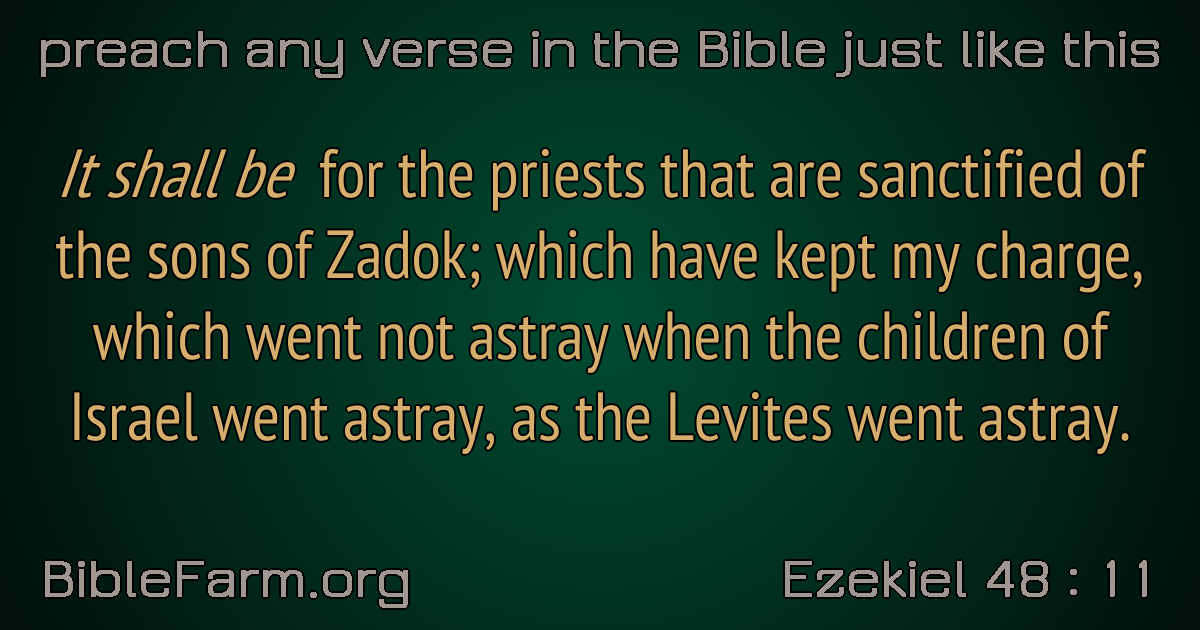 preach any verse in the Bible just like this
It shall be for the priests that are sanctified of
the sons of Zadok; which have kept my charge,
which went not astray when the children of
Israel went astray, as the Levites went astray.
BibleFarm.org
Ezekiel 48 : 11